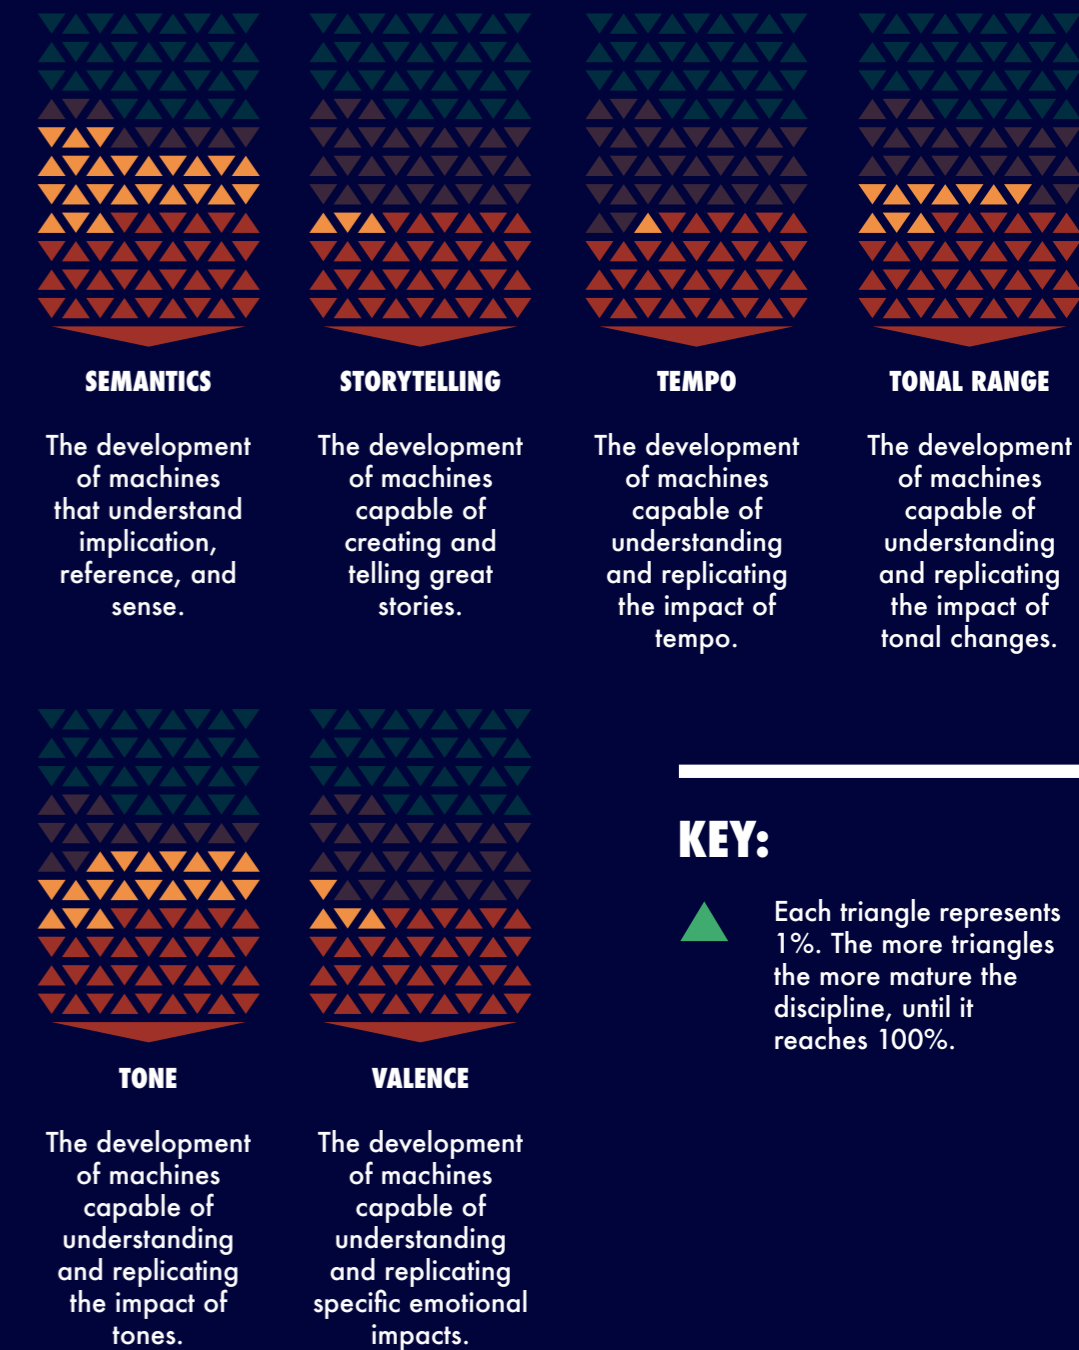 SEMANTICS
The development
of machines
that understand
implication,
reference, and
sense.
STORYTELLING
The development
of machines
capable of
creating and
telling great
stories.
TEMPO
The development
of machines
capable of
understanding
and replicating
the impact of
tempo.
TONAL RANGE
The development
of machines
capable of
understanding
and replicating
the impact of
tonal changes.
TONE
The development
of machines
capable of
understanding
and replicating
the impact of
tones.
VALENCE
The development
of machines
capable of
understanding
and replicating
specific emotional
impacts.
KEY:
Each triangle represents
1%. The more triangles
the more mature the
discipline, until it
reaches 100%.